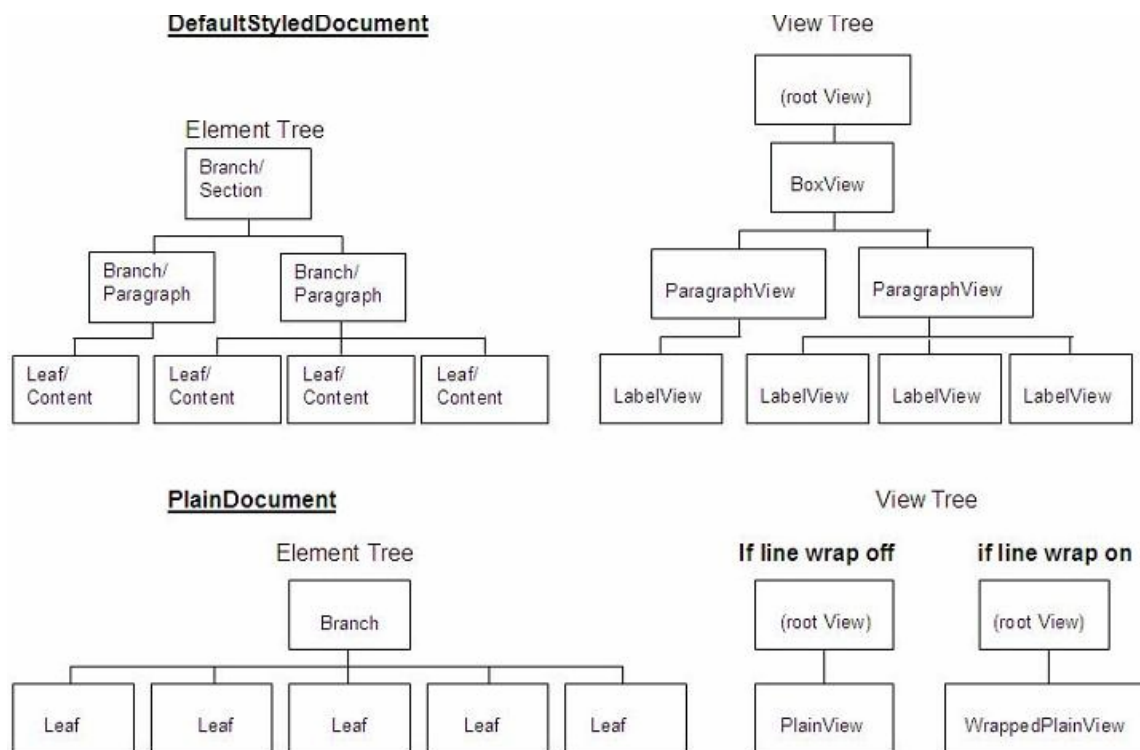 DefaultStyledDocument
View Tree
(root View)
Element Tree
Branch/
Section
BoxView
Branch/
Paragraph
Branch/
Paragraph
ParagraphView
ParagraphView
Leaf/
Content
Leaf/
Content
Leaf/
Content
Leaf/
Content
LabelView
LabelView
LabelView
LabelView
PlainDocument
View Tree
Element Tree
If line wrap off
if line wrap on
Branch
(root View)
(root View)
Leaf
Leaf
Leaf
Leaf
Leaf
PlainView
WrappedPlainView